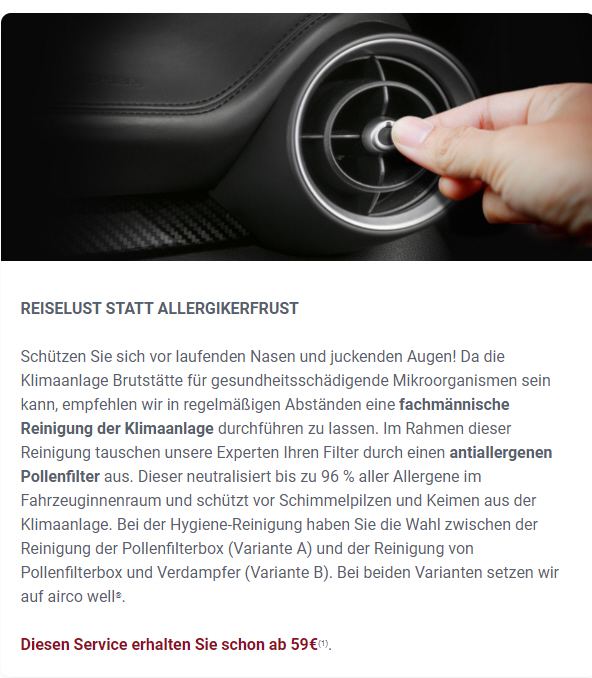 REISELUST STATT ALLERGIKERFRUST
Schützen Sie sich vor laufenden Nasen und juckenden Augen! Da die
Klimaanlage Brutstätte für gesundheitsschädigende Mikroorganismen sein
kann, empfehlen wir in regelmäßigen Abständen eine fachmännische
Reinigung der Klimaanlage durchführen zu lassen. Im Rahmen dieser
Reinigung tauschen unsere Experten Ihren Filter durch einen antiallergenen
Pollenfilter aus. Dieser neutralisiert bis zu 96 % aller Allergene im
Fahrzeuginnenraum und schützt vor Schimmelpilzen und Keimen aus der
Klimaanlage. Bei der Hygiene-Reinigung haben Sie die Wahl zwischen der
Reinigung der Pollenfilterbox (Variante A) und der Reinigung von
Pollenfilterbox und Verdampfer (Variante B). Bei beiden Varianten setzen wir
auf airco well®.
Diesen Service erhalten Sie schon ab 59€(1).